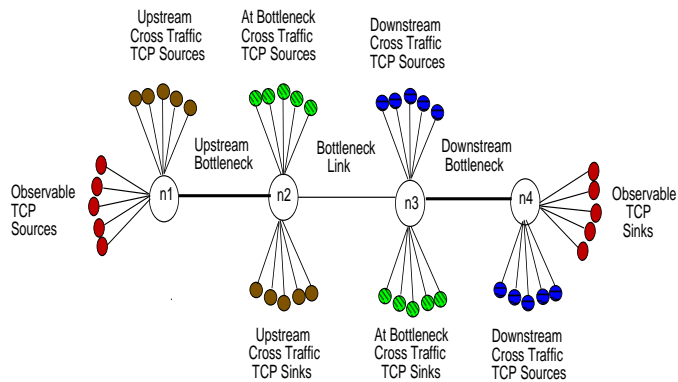 Upstream
Cross Traffic
TCP Sources
At Bottleneck
Cross Traffic
TCP Sources
Downstream
Cross Traffic
TCP Sources
Upstream
Bottleneck
Bottleneck
Link
Downstream
Bottleneck
Observable
TCP
Sources
n1
n2
n3
n4
Observable
TCP
Sinks
Upstream
Cross Traffic
TCP Sinks
At Bottleneck
Cross Traffic
TCP Sinks
Downstream
Cross Traffic
TCP Sources